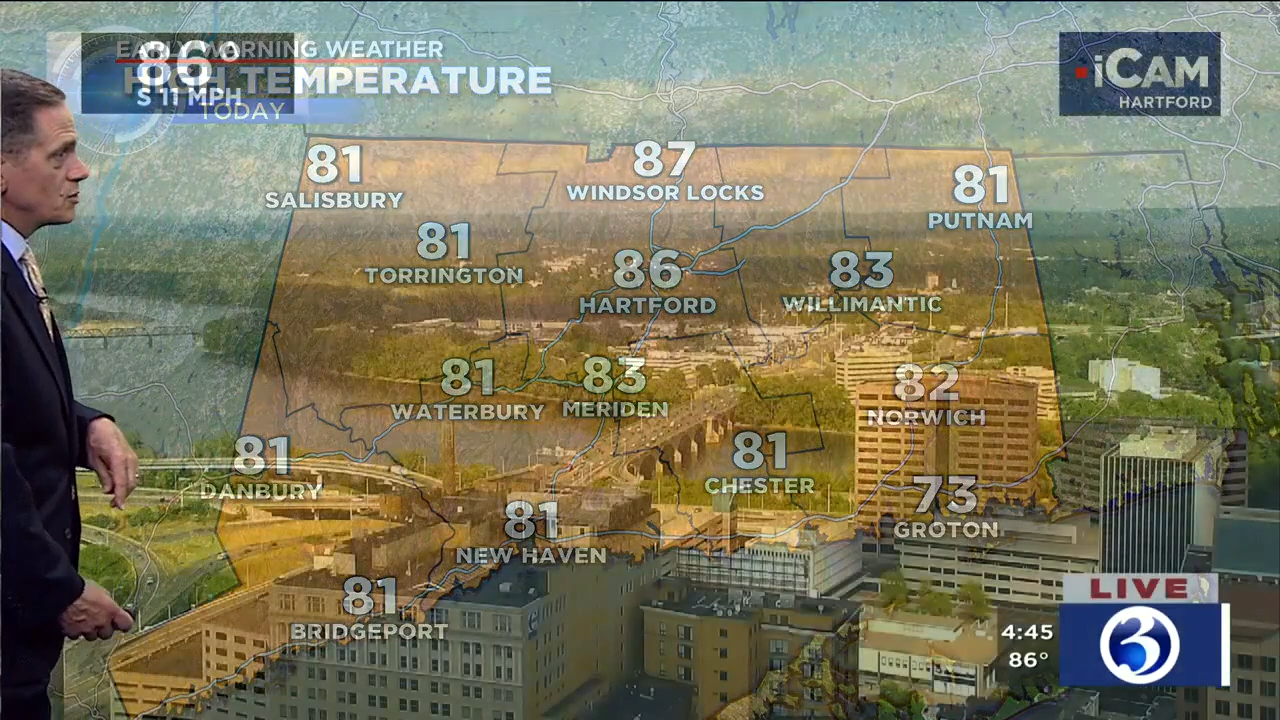 EARLY WARNING WEATHER
86°
HIGH TEMPERATURE
S 11 MPH
TODAY
iCAM
HARTFORD
81
SALISBURY
87
WINDSOR LOCKS
81
PUTNAM
81
TORRINGTON
86
HARTFORD
83
WILLIMANTIC
81
WATERBURY
83
MERIDEN
82
NORWICH
81
DANBURY
81
CHESTER
73
GROTON
81
NEW HAVEN
81
BRIDGEPORT
LIVE
4:45
86°
3